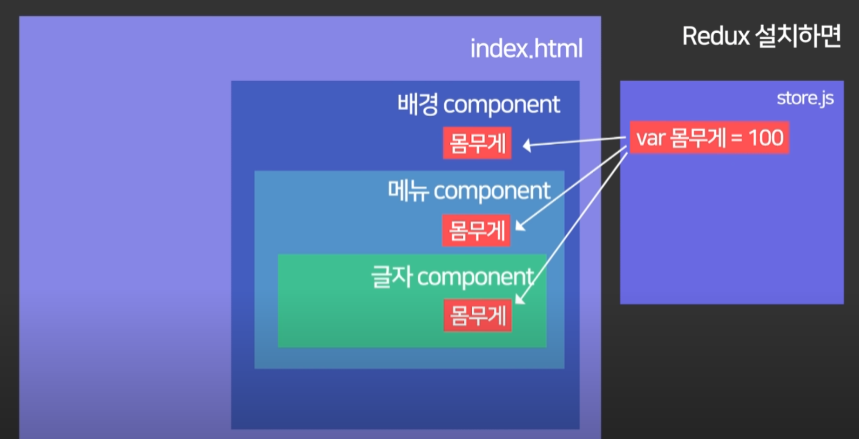 Redux 설치하면
index.html
store.js
배경 component
몸무게
var 몸무게 = 100
메뉴 component
몸무게
글자 component
몸무게